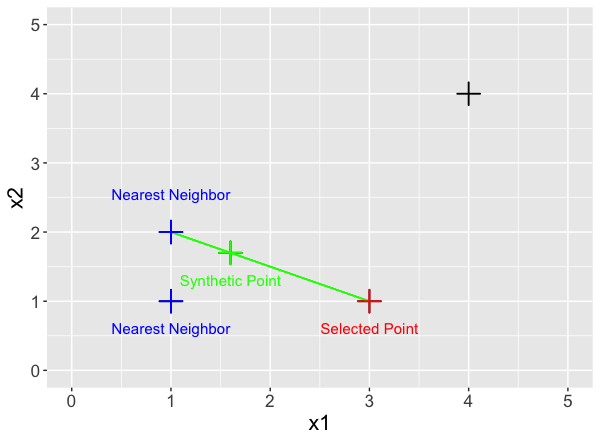 5
4
3
Nearest Neighbor
x2
2
Synthetic Point
1
Nearest Neighbor
Selected Point
0
0 1 2 3 4 5
x1